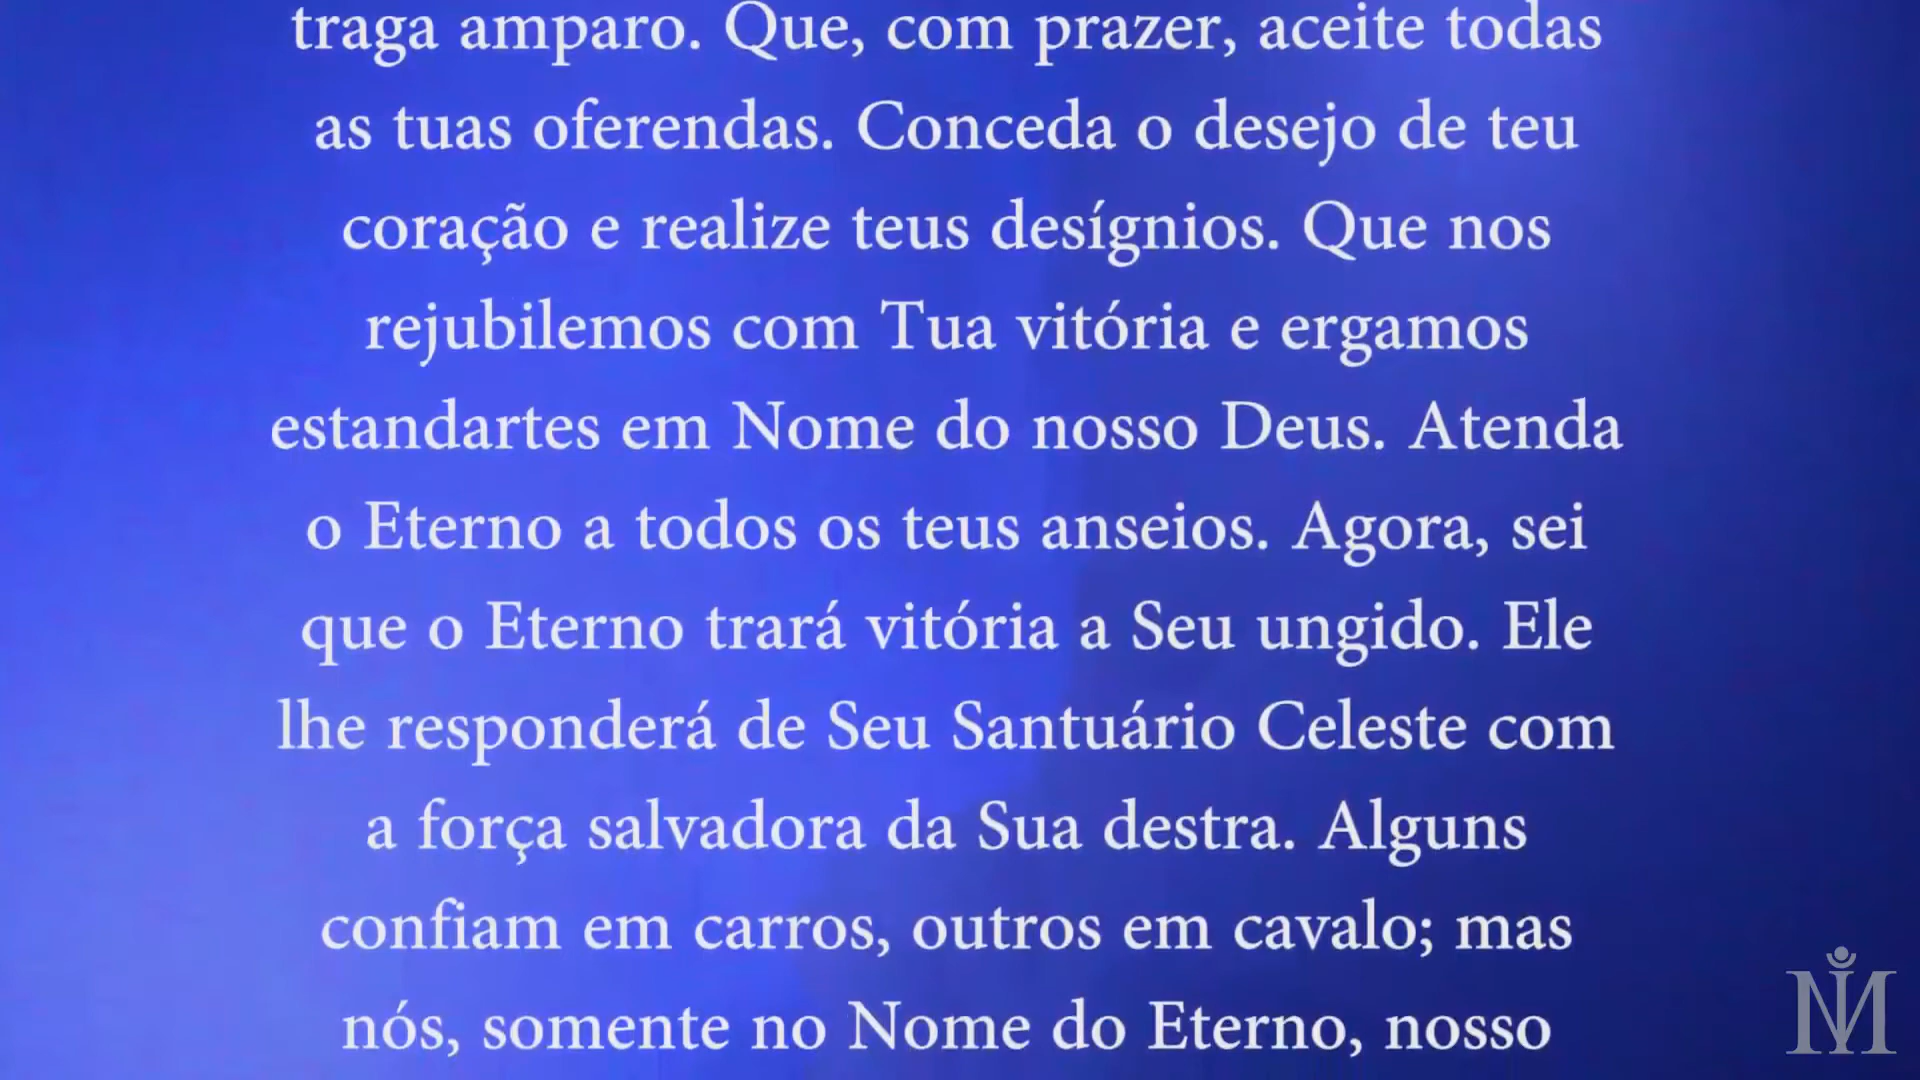 traga amparo. Que, com prazer, aceite todas
as tuas oferendas. Conceda o desejo de teu
coração e realize teus desígnios. Que nos
rejubilemos com Tua vitória e ergamos
estandartes em Nome do nosso Deus. Atenda
o Eterno a todos os teus anseios. Agora, sei
que o Eterno trará vitória a Seu ungido. Ele
lhe responderá de Seu Santuário Celeste com
a força salvadora da Sua destra. Alguns
confiam em carros, outros em cavalo; mas
nós, somente no Nome do Eterno, nosso